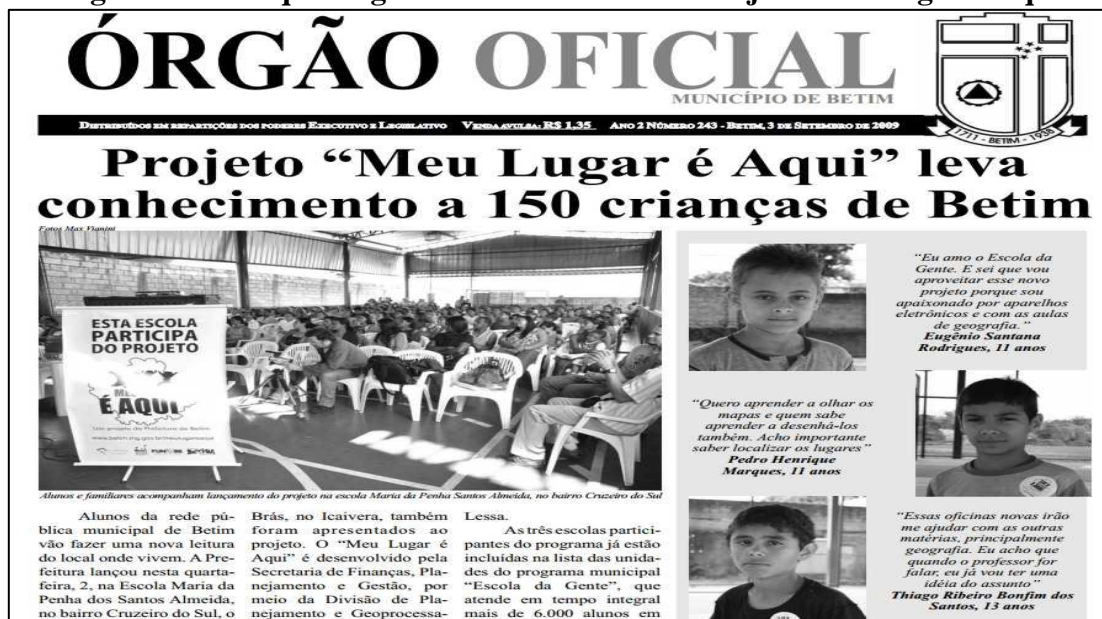 ÓRGÃO OFICIAL
MUNICÍPIO DE BETIM
DISTRIBUÍDOS EM REPARTIÇÕES DOS PODERES EXECUTIVO E LEGISLATIVO VENDA AVULSA: R$ 1,35 ANO 2 NÚMERO 243 - BETIM, 3 DE SETEMBRO DE 2009
1711 - BETIM - 1938
Projeto “Meu Lugar é Aqui” leva
conhecimento a 150 crianças de Betim
Fotos Max Vianini
ESTA ESCOLA
PARTICIPA
DO PROJETO
É AQUI
Um projeto da Prefeitura de Betim
Alunos e familiares acompanham lançamento do projeto na escola Maria da Penha Santos Almeida, no bairro Cruzeiro do Sul
Alunos da rede pú-
blica municipal de Betim
vão fazer uma nova leitura
do local onde vivem. A Pre-
feitura lançou nesta quarta-
feira, 2, na Escola Maria da
Penha dos Santos Almeida,
no bairro Cruzeiro do Sul, o
Brás, no Icaivera, também
foram apresentados ao
projeto. O “Meu Lugar é
Aqui” é desenvolvido pela
Secretaria de Finanças, Pla-
nejamento e Gestão, por
meio da Divisão de Pla-
nejamento e Geoprocessa-
Lessa.
As três escolas partici-
pantes do programa já estão
incluídas na lista das unida-
des do programa municipal
“Escola da Gente”, que
atende em tempo integral
mais de 6.000 alunos em
“Eu amo o Escola da
Gente. E sei que vou
aproveitar esse novo
projeto porque sou
apaixonado por aparelhos
eletrônicos e com as aulas
de geografia.”
Eugênio Santana
Rodrigues, 11 anos
“Quero aprender a olhar os
mapas e quem sabe
aprender a desenhá-los
também. Acho importante
saber localizar os lugares”
Pedro Henrique
Marques, 11 anos
“Essas oficinas novas irão
me ajudar com as outras
matérias, principalmente
geografia. Eu acho que
quando o professor for
falar, eu já vou ter uma
idéia do assunto”
Thiago Ribeiro Bonfim dos
Santos, 13 anos